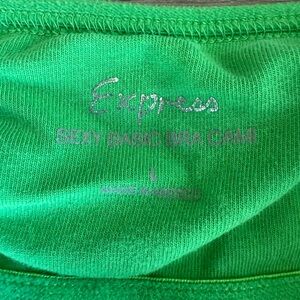 Express
SEXY BASIC BRA CAMI
L
MADE IN MEXICO